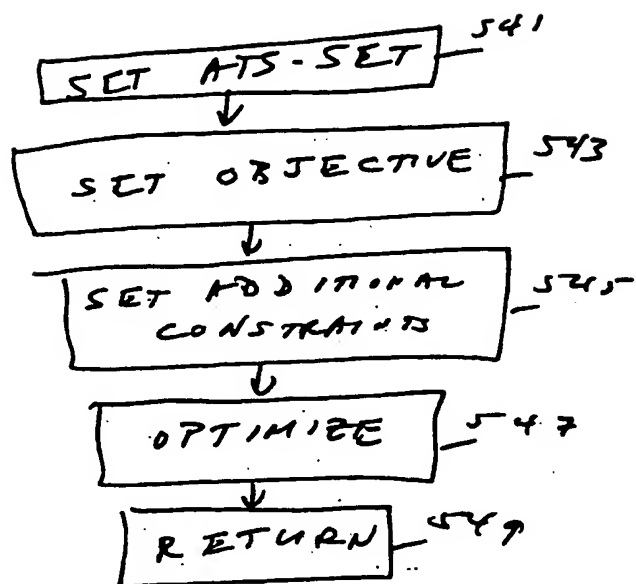 SET ATS-SET
541
SET OBJECTIVE
543
SET ADDITIONAL
CONSTRAINTS
545
OPTIMIZE
547
RETURN
549